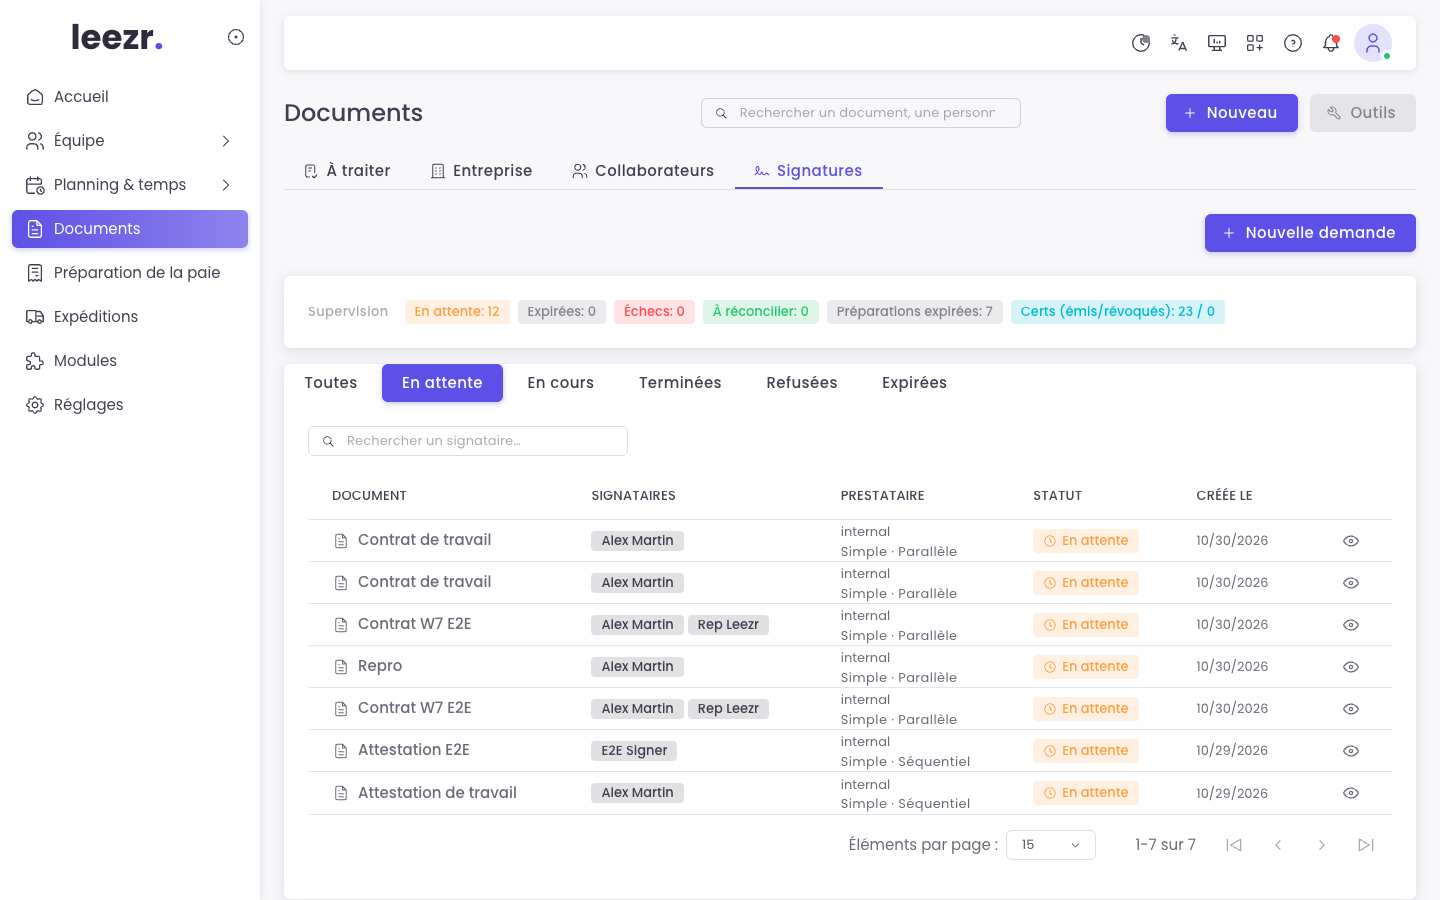 leezr.
Accueil
Équipe
Planning & temps
Documents
Préparation de la paie
Expéditions
Modules
Réglages
Documents
Rechercher un document, une personr
Nouveau
Outils
À traiter
Entreprise
Collaborateurs
Signatures
Nouvelle demande
Supervision En attente: 12 Expirées: 0 Échecs: 0 À réconcilier: 0 Préparations expirées: 7 Certs (émis/révoqués): 23 / 0
Toutes En attente En cours Terminées Refusées Expirées
Rechercher un signataire…
DOCUMENT SIGNATAIRES PRESTATAIRE STATUT CRÉÉE LE
Contrat de travail Alex Martin internal En attente 10/30/2026
Simple · Parallèle
Contrat de travail Alex Martin internal En attente 10/30/2026
Simple · Parallèle
Contrat W7 E2E Alex Martin Rep Leezr internal En attente 10/30/2026
Simple · Parallèle
Repro Alex Martin internal En attente 10/30/2026
Simple · Parallèle
Contrat W7 E2E Alex Martin Rep Leezr internal En attente 10/30/2026
Simple · Parallèle
Attestation E2E E2E Signer internal En attente 10/29/2026
Simple · Séquentiel
Attestation de travail Alex Martin internal En attente 10/29/2026
Simple · Séquentiel
Éléments par page : 15 1-7 sur 7